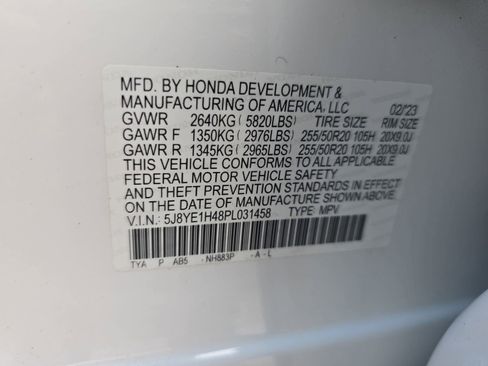 MFD. BY HONDA DEVELOPMENT &
MANUFACTURING OF AMERICA, LLC 02/23
GVWR 2640KG ( 5820LBS) TIRE SIZE RIM SIZE
GAWR F 1350KG ( 2976LBS) 255/50R20 105H 20X9.0J
GAWR R 1345KG ( 2965LBS) 255/50R20 105H 20X9.0J
THIS VEHICLE CONFORMS TO ALL APPLICABLE
FEDERAL MOTOR VEHICLE SAFETY
AND THEFT PREVENTION STANDARDS IN EFFECT
ON THE DATE OF MANUFACTURE SHOWN ABOVE.
V.I.N.: 5J8YE1H48PL031458 TYPE: MPV
TYA P AB5 -NH883P -A -L